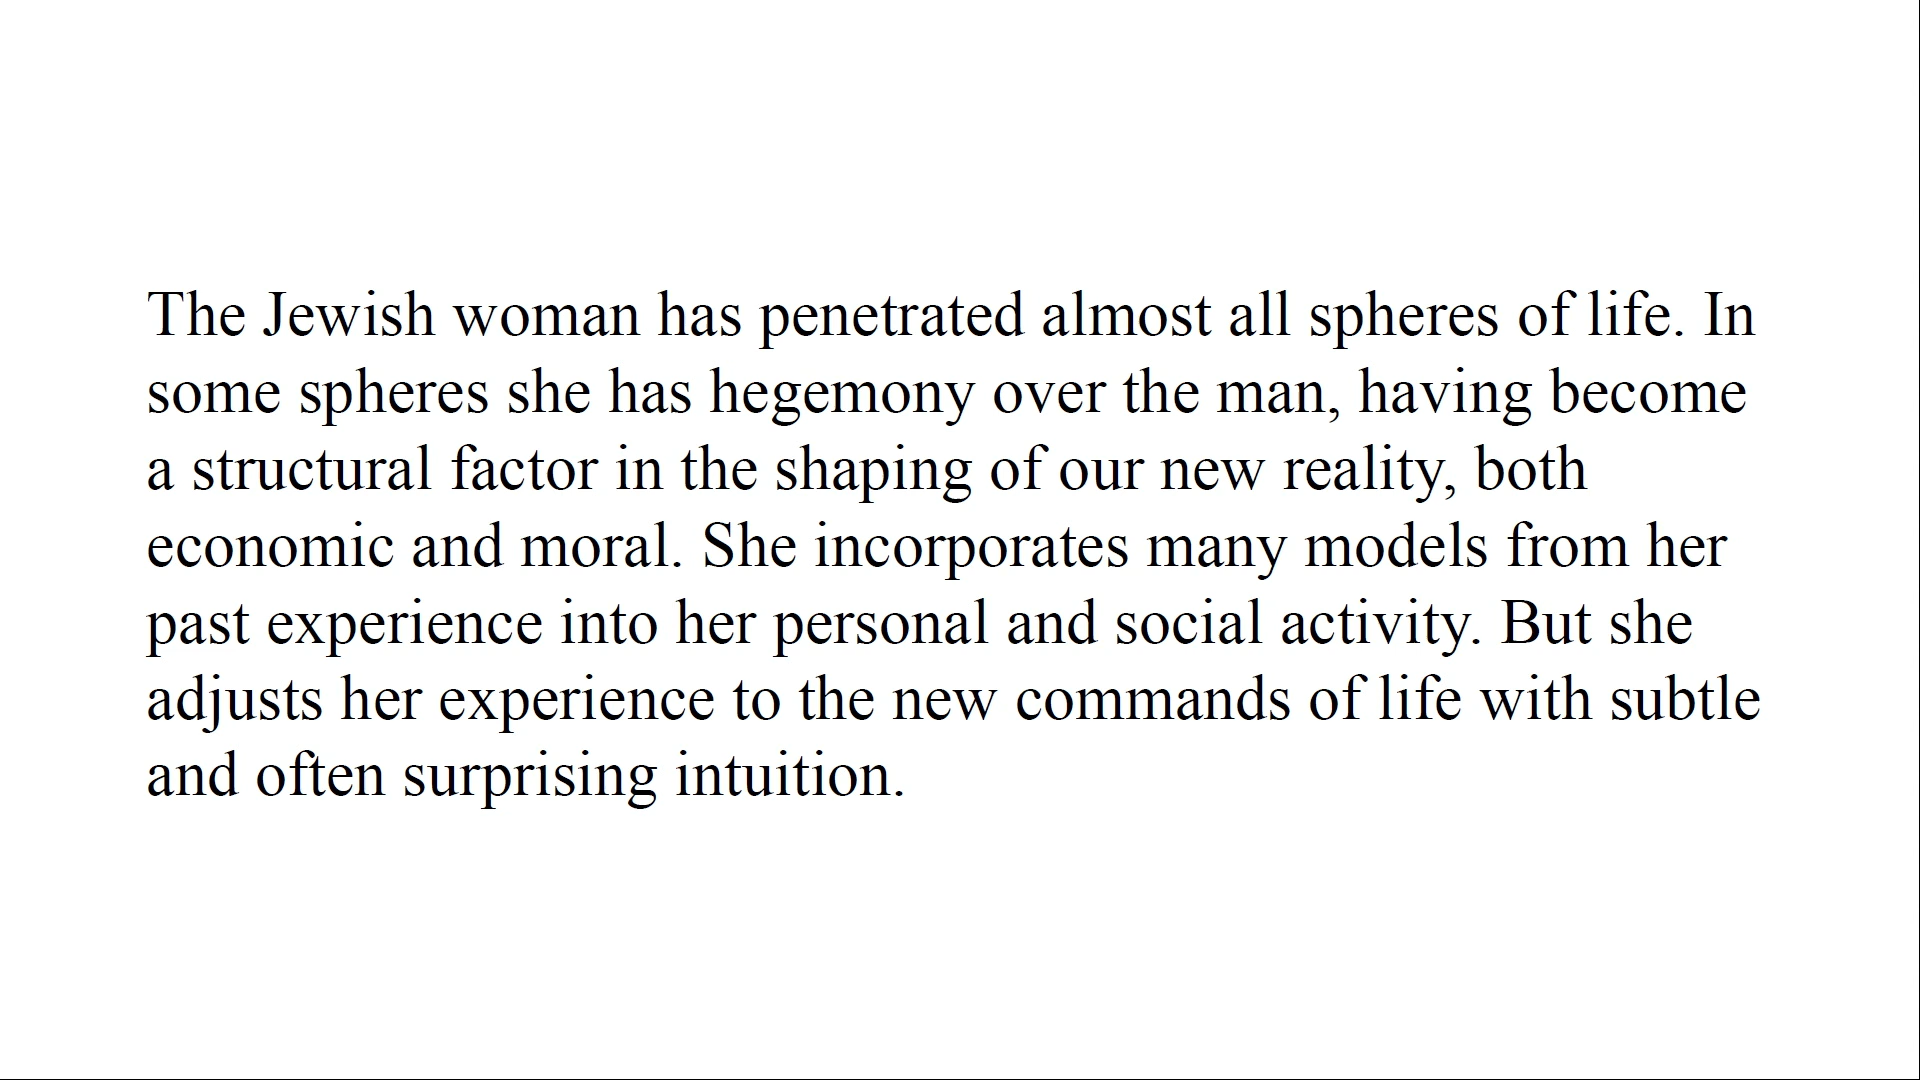 The Jewish woman has penetrated almost all spheres of life. In
some spheres she has hegemony over the man, having become
a structural factor in the shaping of our new reality, both
economic and moral. She incorporates many models from her
past experience into her personal and social activity. But she
adjusts her experience to the new commands of life with subtle
and often surprising intuition.